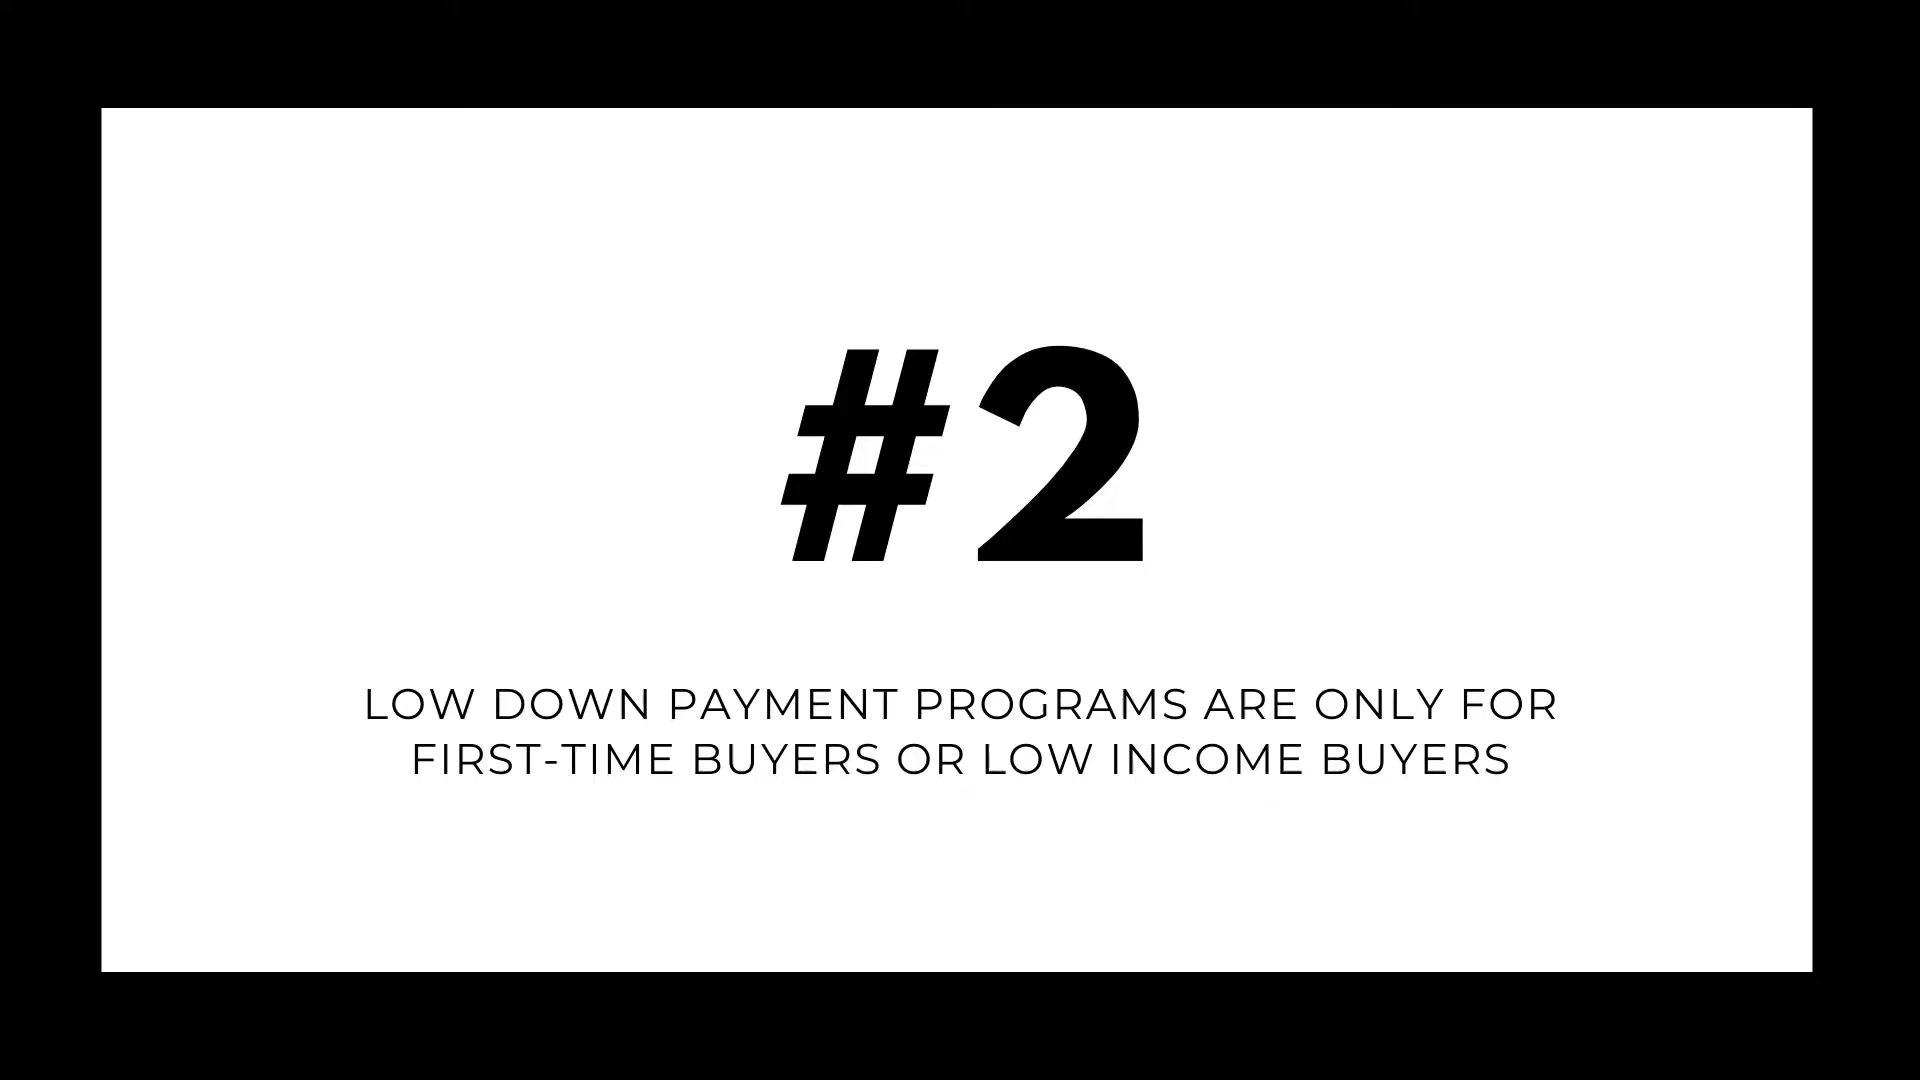 #2
LOW DOWN PAYMENT PROGRAMS ARE ONLY FOR
FIRST-TIME BUYERS OR LOW INCOME BUYERS